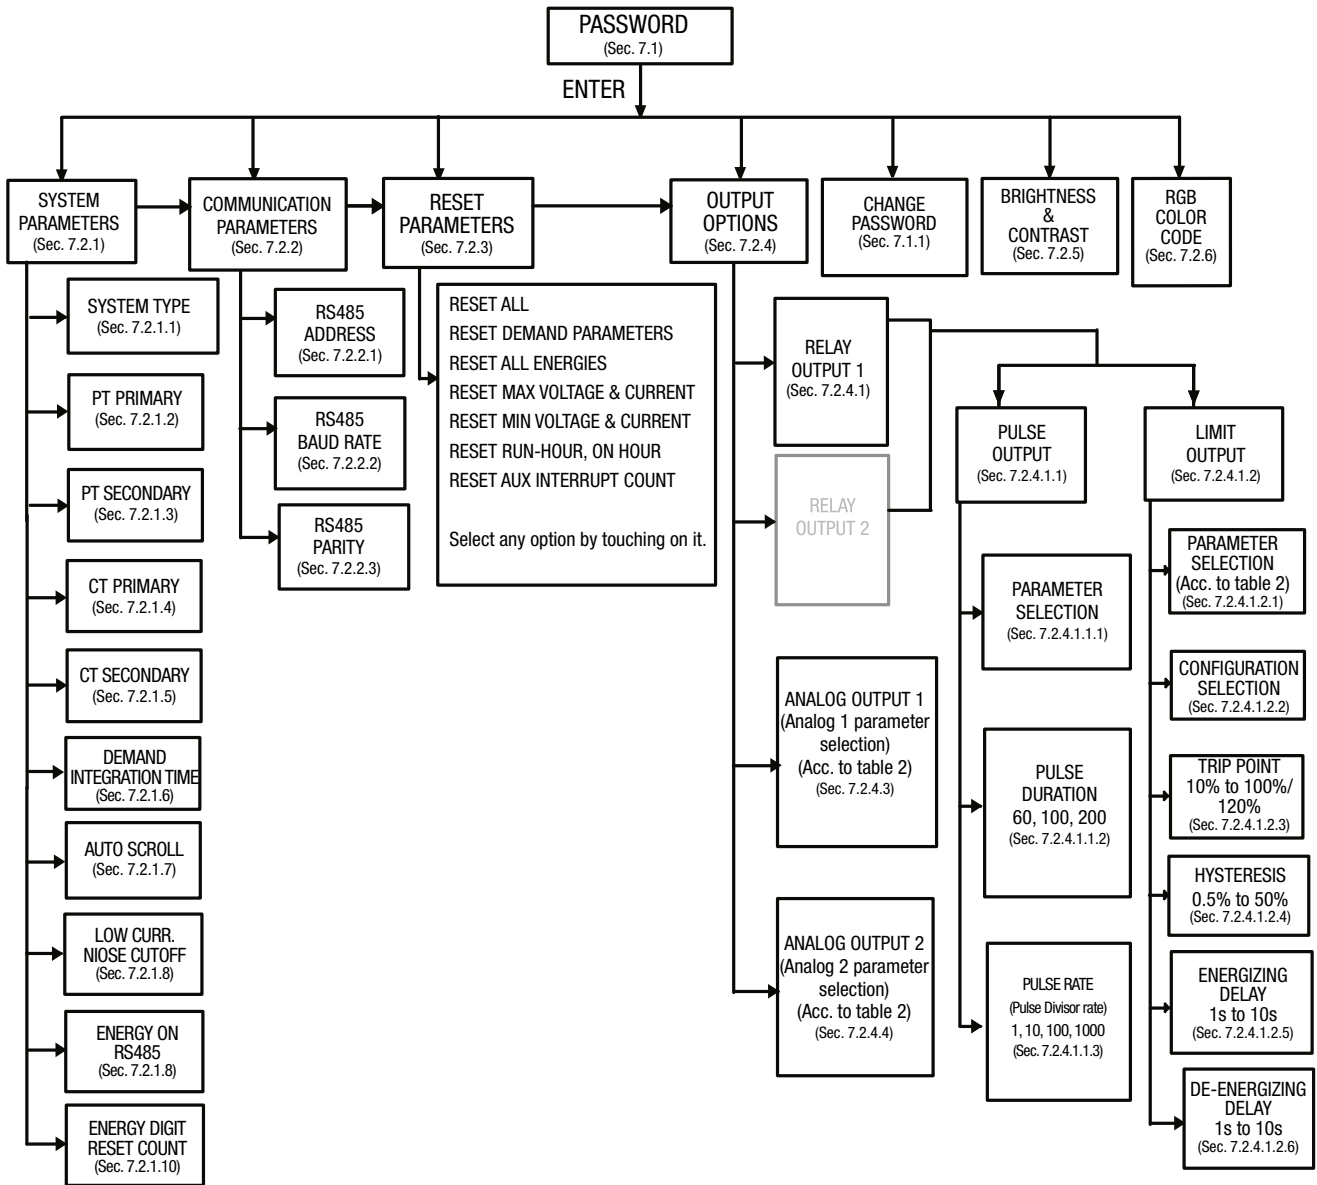 PASSWORD
(Sec. 7.1)
ENTER
SYSTEM
PARAMETERS
(Sec. 7.2.1)
COMMUNICATION
PARAMETERS
(Sec. 7.2.2)
RESET
PARAMETERS
(Sec. 7.2.3)
OUTPUT
OPTIONS
(Sec. 7.2.4)
CHANGE
PASSWORD
(Sec. 7.1.1)
BRIGHTNESS
&
CONTRAST
(Sec. 7.2.5)
RGB
COLOR
CODE
(Sec. 7.2.6)
SYSTEM TYPE
(Sec. 7.2.1.1)
PT PRIMARY
(Sec. 7.2.1.2)
PT SECONDARY
(Sec. 7.2.1.3)
CT PRIMARY
(Sec. 7.2.1.4)
CT SECONDARY
(Sec. 7.2.1.5)
DEMAND
INTEGRATION TIME
(Sec. 7.2.1.6)
AUTO SCROLL
(Sec. 7.2.1.7)
LOW CURR.
NIOSE CUTOFF
(Sec. 7.2.1.8)
ENERGY ON
RS485
(Sec. 7.2.1.8)
ENERGY DIGIT
RESET COUNT
(Sec. 7.2.1.10)
RS485
ADDRESS
(Sec. 7.2.2.1)
RS485
BAUD RATE
(Sec. 7.2.2.2)
RS485
PARITY
(Sec. 7.2.2.3)
RESET ALL
RESET DEMAND PARAMETERS
RESET ALL ENERGIES
RESET MAX VOLTAGE & CURRENT
RESET MIN VOLTAGE & CURRENT
RESET RUN-HOUR, ON HOUR
RESET AUX INTERRUPT COUNT
Select any option by touching on it.
RELAY
OUTPUT 1
(Sec. 7.2.4.1)
RELAY
OUTPUT 2
ANALOG OUTPUT 1
(Analog 1 parameter
selection)
(Acc. to table 2)
(Sec. 7.2.4.3)
ANALOG OUTPUT 2
(Analog 2 parameter
selection)
(Acc. to table 2)
(Sec. 7.2.4.4)
PULSE
OUTPUT
(Sec. 7.2.4.1.1)
PARAMETER
SELECTION
(Sec. 7.2.4.1.1.1)
PULSE
DURATION
60, 100, 200
(Sec. 7.2.4.1.1.2)
PULSE RATE
(Pulse Divisor rate)
1, 10, 100, 1000
(Sec. 7.2.4.1.1.3)
LIMIT
OUTPUT
(Sec. 7.2.4.1.2)
PARAMETER
SELECTION
(Acc. to table 2)
(Sec. 7.2.4.1.2.1)
CONFIGURATION
SELECTION
(Sec. 7.2.4.1.2.2)
TRIP POINT
10% to 100%/
120%
(Sec. 7.2.4.1.2.3)
HYSTERESIS
0.5% to 50%
(Sec. 7.2.4.1.2.4)
ENERGIZING
DELAY
1s to 10s
(Sec. 7.2.4.1.2.5)
DE-ENERGIZING
DELAY
1s to 10s
(Sec. 7.2.4.1.2.6)